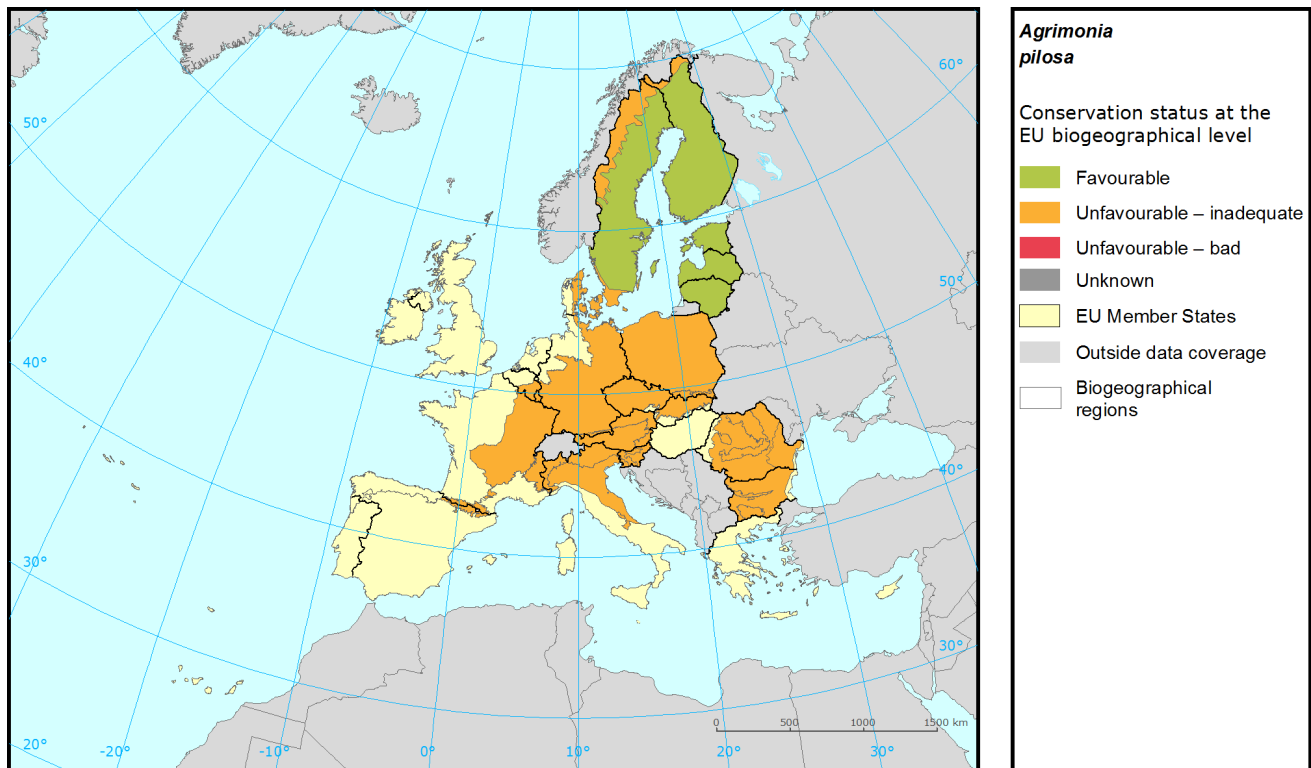 Agrimonia
pilosa
Conservation status at the
EU biogeographical level
Favourable
Unfavourable – inadequate
Unfavourable – bad
Unknown
EU Member States
Outside data coverage
Biogeographical
regions
60°
50°
50°
40°
40°
30°
30°
20°
-20°
-10°
0°
10°
20°
30°
0 500 1000 1500 km